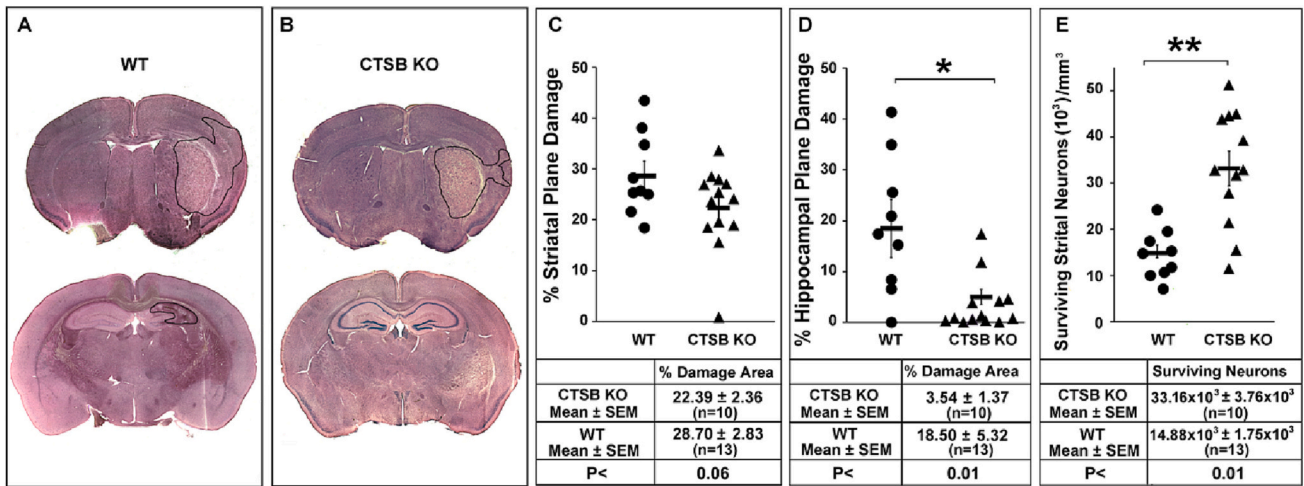 A
WT
B
CTSB KO
C
% Striatal Plane Damage
50
40
30
20
10
0
WT CTSB KO
% Damage Area
CTSB KO
Mean ± SEM
22.39 ± 2.36
(n=10)
WT
Mean ± SEM
28.70 ± 2.83
(n=13)
P<
0.06
D
% Hippocampal Plane Damage
50
40
30
20
10
0
*
WT CTSB KO
% Damage Area
CTSB KO
Mean ± SEM
3.54 ± 1.37
(n=10)
WT
Mean ± SEM
18.50 ± 5.32
(n=13)
P<
0.01
E
Surviving Strital Neurons (10³)/mm³
50
40
30
20
10
0
**
WT CTSB KO
Surviving Neurons
CTSB KO
Mean ± SEM
33.16x10³ ± 3.76x10³
(n=10)
WT
Mean ± SEM
14.88x10³ ± 1.75x10³
(n=13)
P<
0.01